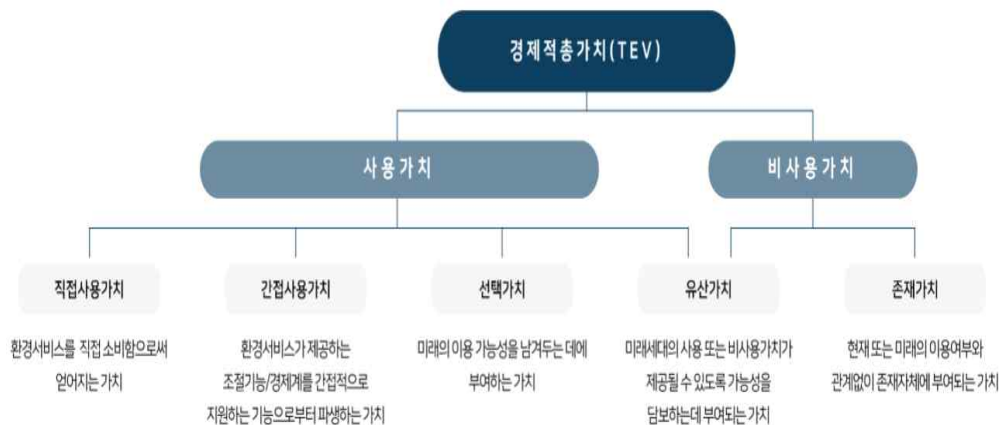 경제적총가치(TEV)
사용가치
비사용가치
직접사용가치
환경서비스를 직접 소비함으로써
얻어지는 가치
간접사용가치
환경서비스가 제공하는
조절기능/경제계를 간접적으로
지원하는 기능으로부터 파생하는 가치
선택가치
미래의 이용 가능성을 남겨두는 데에
부여하는 가치
유산가치
미래세대의 사용 또는 비사용가치가
제공될 수 있도록 가능성을
담보하는데 부여되는 가치
존재가치
현재 또는 미래의 이용여부와
관계없이 존재자체에 부여되는 가치